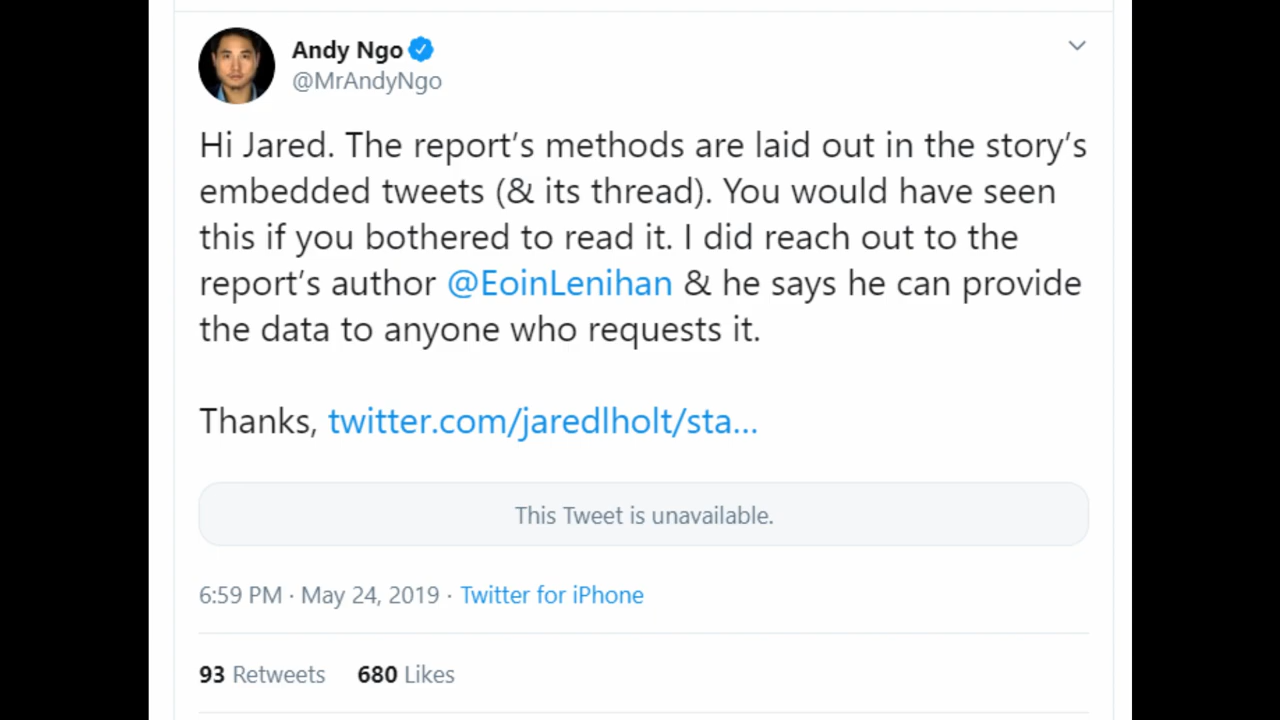 Andy Ngo
@MrAndyNgo
Hi Jared. The report’s methods are laid out in the story’s
embedded tweets (& its thread). You would have seen
this if you bothered to read it. I did reach out to the
report’s author @EoinLenihan & he says he can provide
the data to anyone who requests it.
Thanks, twitter.com/jaredlholt/sta...
This Tweet is unavailable.
6:59 PM · May 24, 2019 · Twitter for iPhone
93 Retweets 680 Likes